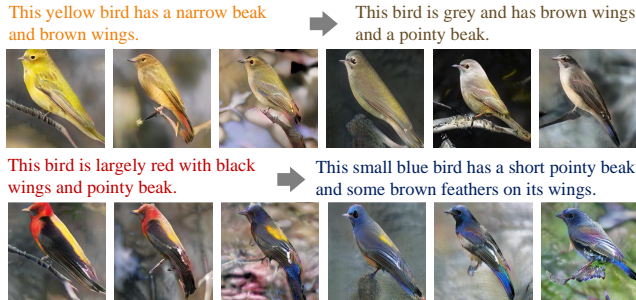 This yellow bird has a narrow beak
and brown wings.
This bird is grey and has brown wings
and a pointy beak.
This bird is largely red with black
wings and pointy beak.
This small blue bird has a short pointy beak
and some brown feathers on its wings.